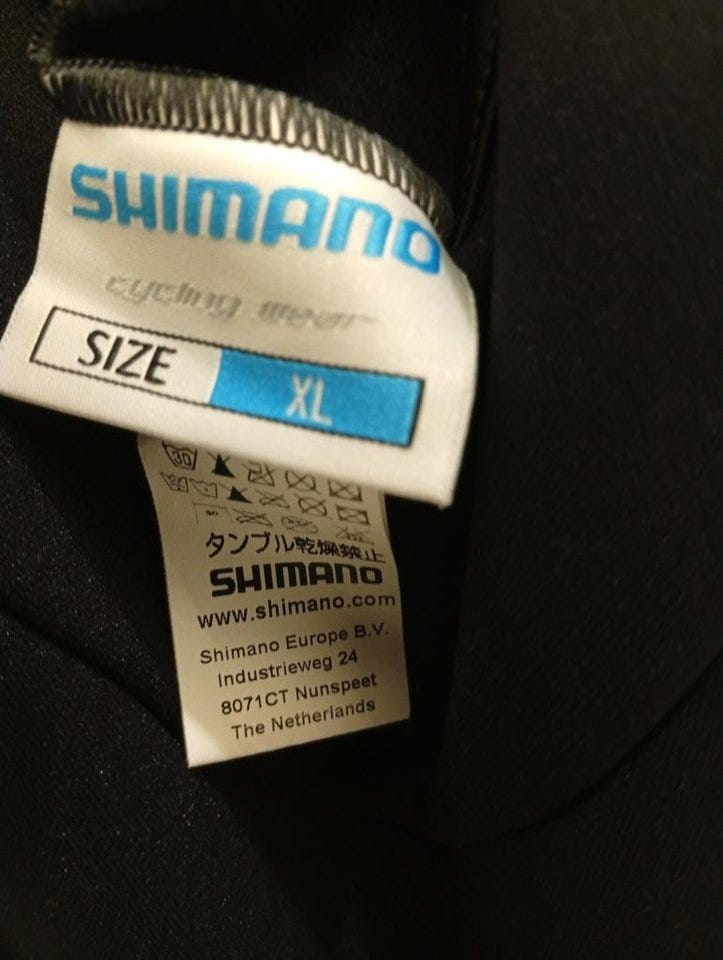 SHIMANO
cycling wear
SIZE XL
30
タンブル乾燥禁止
SHIMANO
www.shimano.com
Shimano Europe B.V.
Industrieweg 24
8071CT Nunspeet
The Netherlands